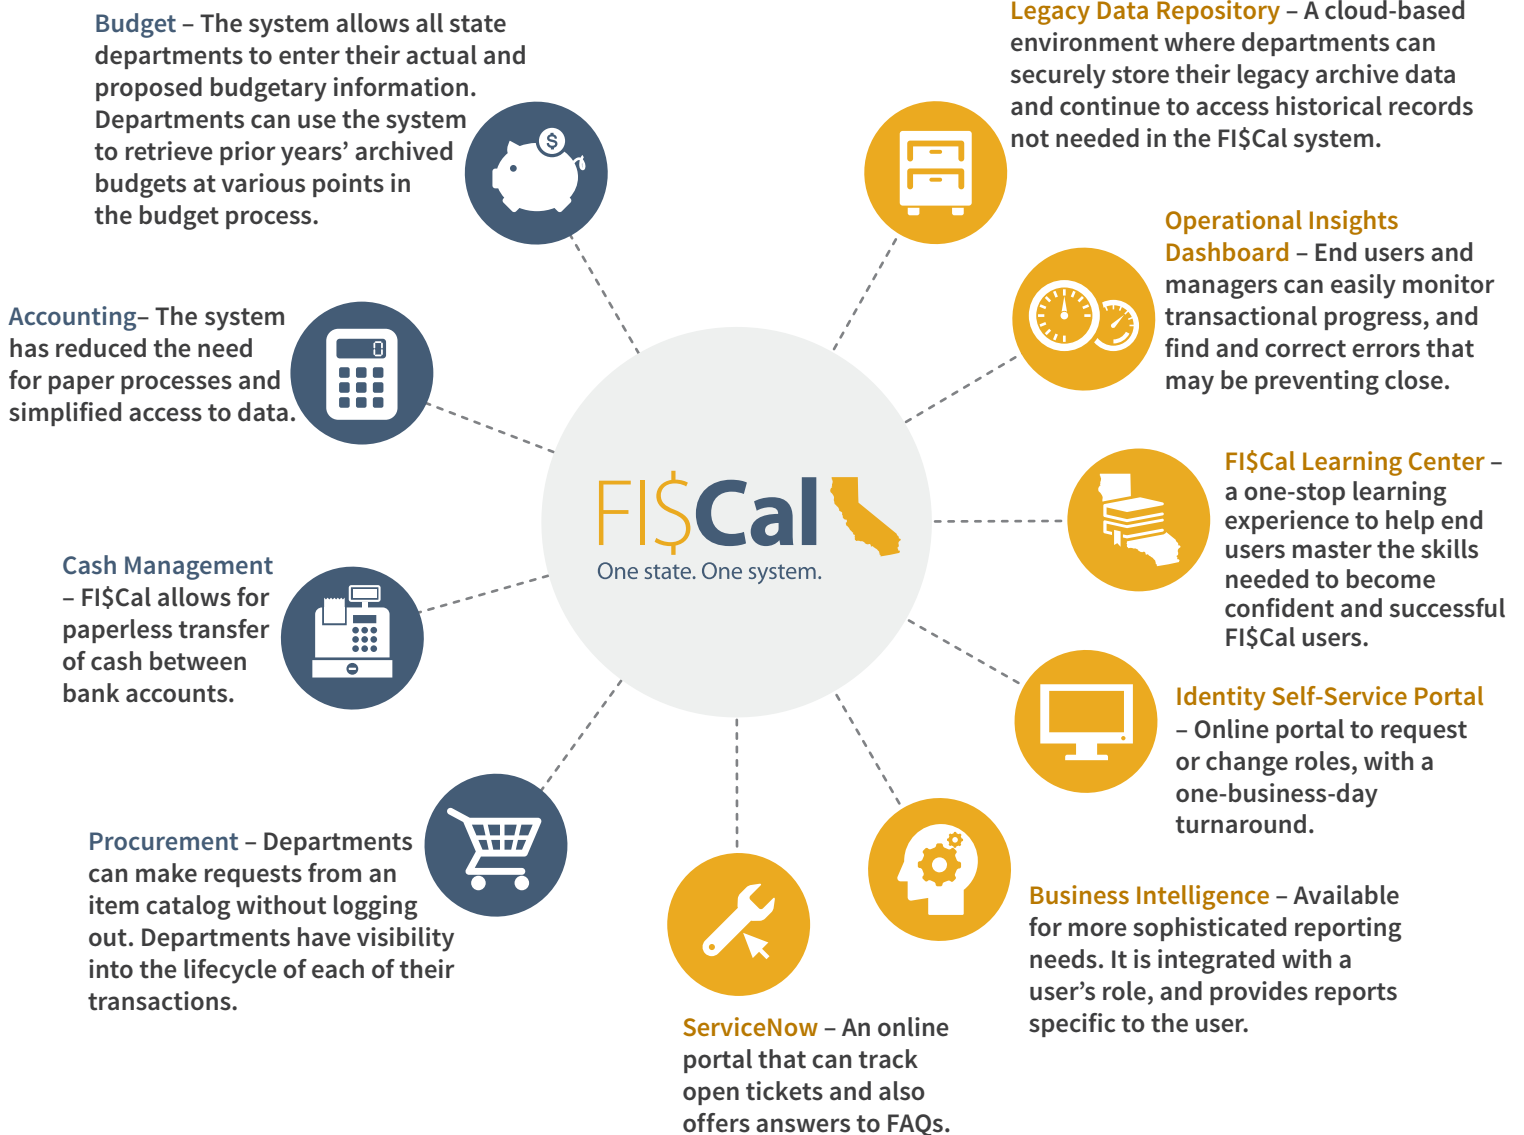 Budget – The system allows all state
departments to enter their actual and
proposed budgetary information.
Departments can use the system
to retrieve prior years’ archived
budgets at various points in
the budget process.
Accounting– The system
has reduced the need
for paper processes and
simplified access to data.
0
Cash Management
– FI$Cal allows for
paperless transfer
of cash between
bank accounts.
Procurement – Departments
can make requests from an
item catalog without logging
out. Departments have visibility
into the lifecycle of each of their
transactions.
$
FI$Cal
One state. One system.
Legacy Data Repository – A cloud-based
environment where departments can
securely store their legacy archive data
and continue to access historical records
not needed in the FI$Cal system.
Operational Insights
Dashboard – End users and
managers can easily monitor
transactional progress, and
find and correct errors that
may be preventing close.
FI$Cal Learning Center –
a one-stop learning
experience to help end
users master the skills
needed to become
confident and successful
FI$Cal users.
Identity Self-Service Portal
– Online portal to request
or change roles, with a
one-business-day
turnaround.
Business Intelligence – Available
for more sophisticated reporting
needs. It is integrated with a
user’s role, and provides reports
specific to the user.
ServiceNow – An online
portal that can track
open tickets and also
offers answers to FAQs.